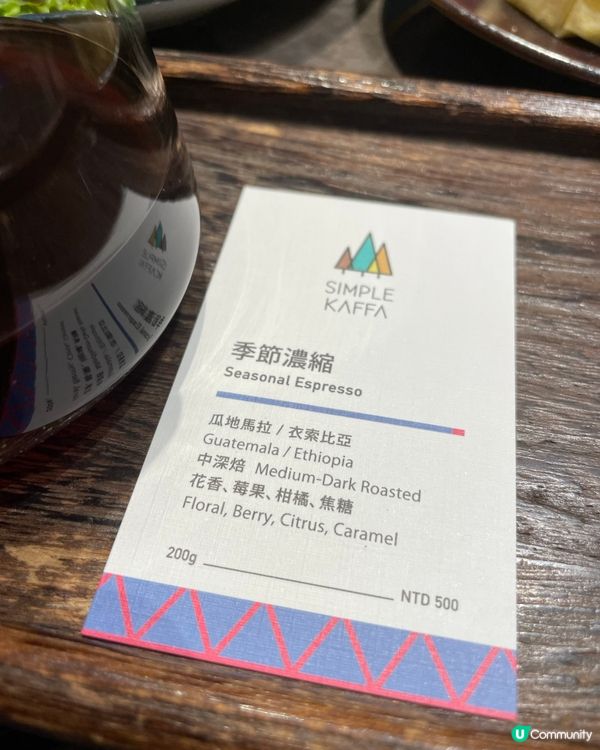 SIMPLE
KAFFA
季節濃縮
Seasonal Espresso
瓜地馬拉 / 衣索比亞
Guatemala / Ethiopia
中深焙 Medium-Dark Roasted
花香、莓果、柑橘、焦糖
Floral, Berry, Citrus, Caramel
200g NTD 500
U Community